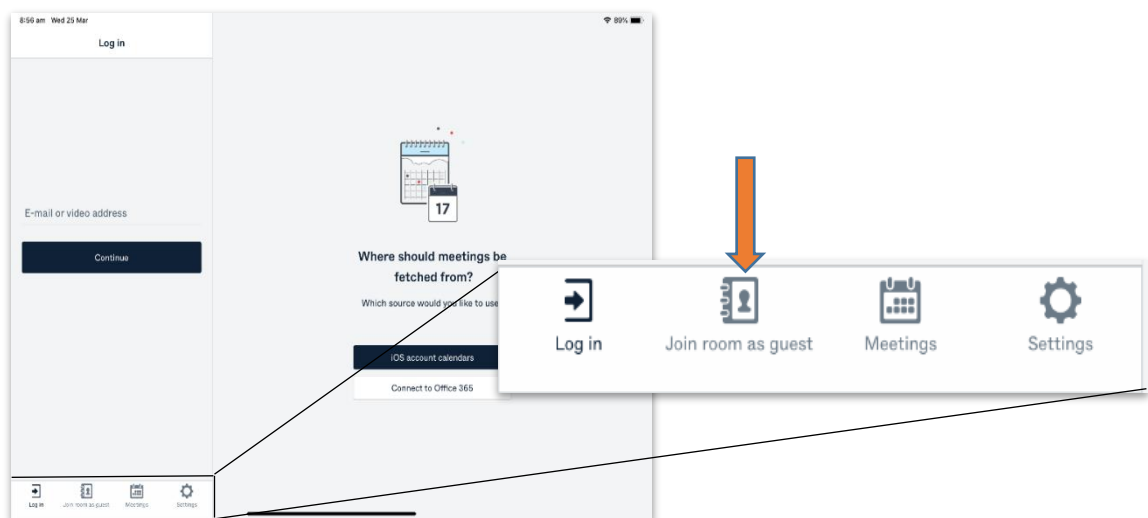 8:56 am Wed 25 Mar
89%
Log in
E-mail or video address
Continue
17
Where should meetings be
fetched from?
Which source would you like to use
iOS account calendars
Connect to Office 365
Log in
Join room as guest
Meetings
Settings
Log in
Join room as guest
Meetings
Settings